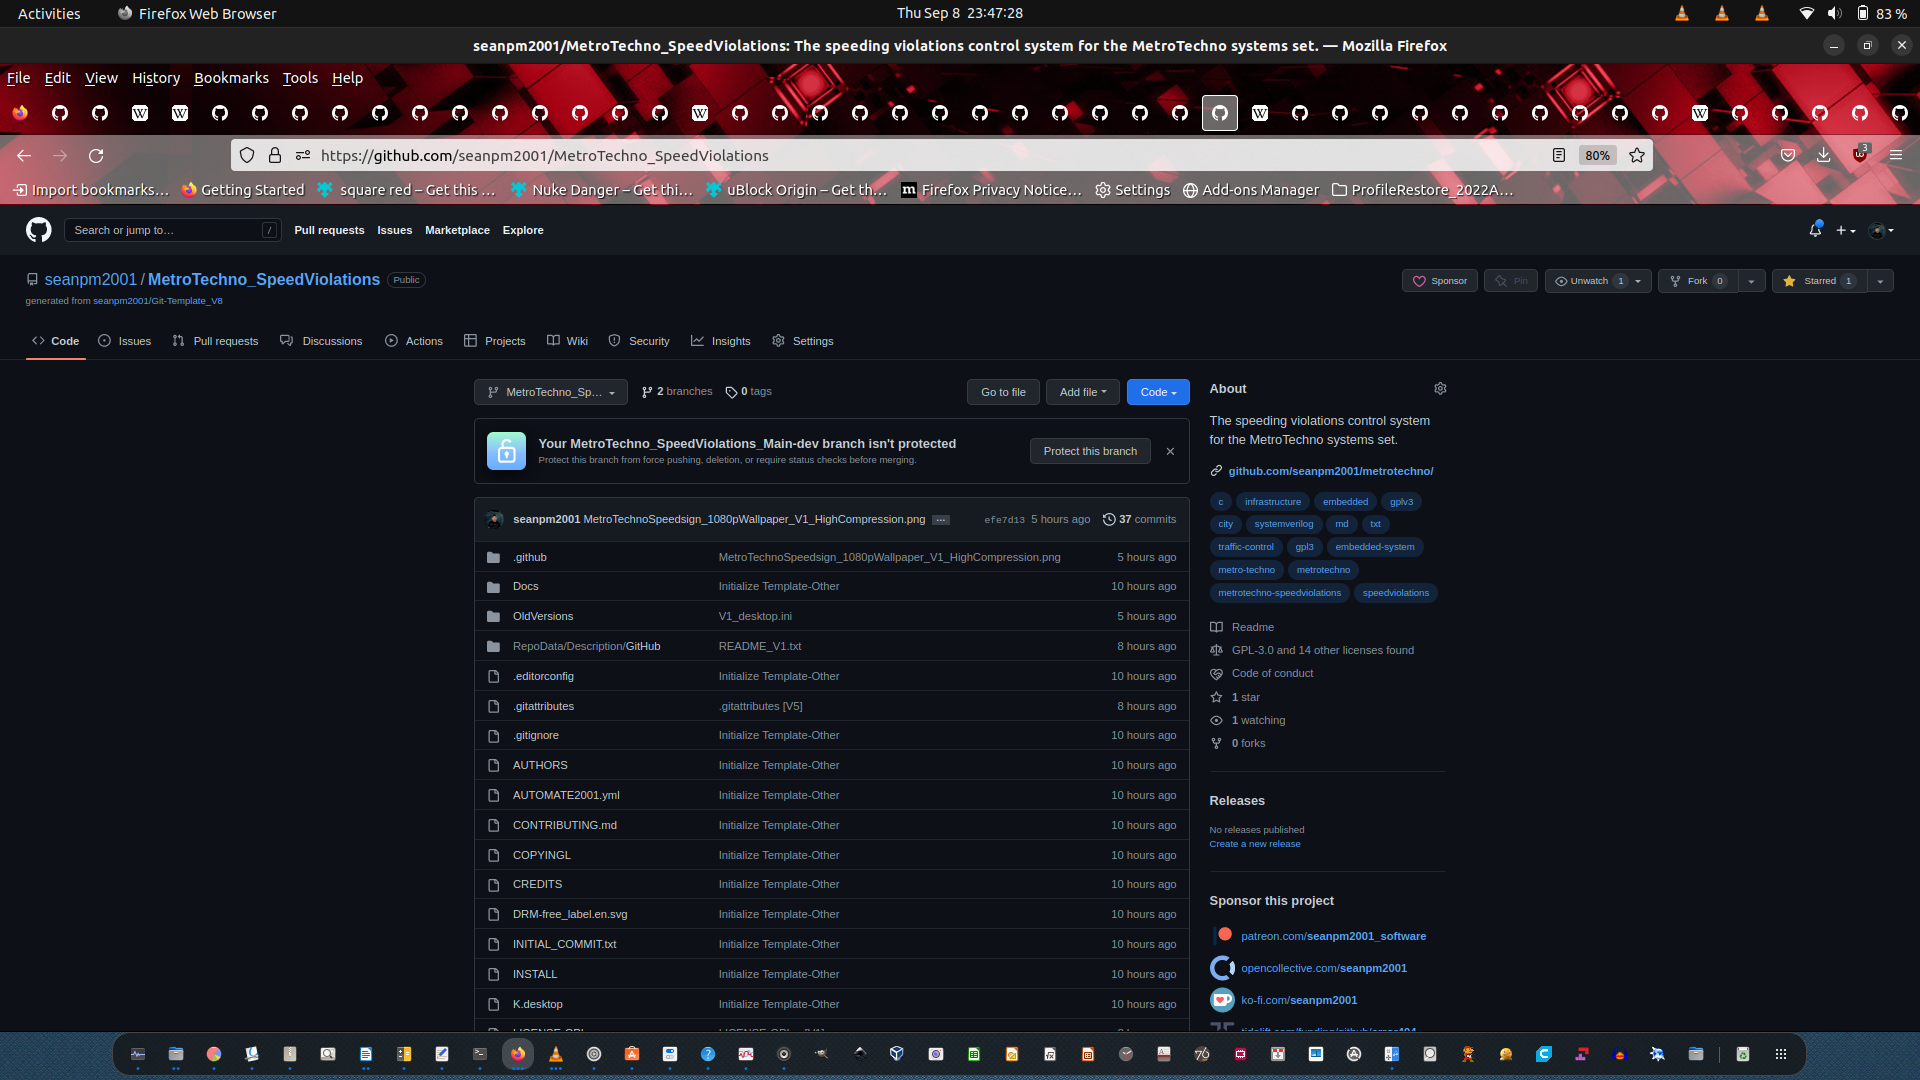 Activities Firefox Web Browser Thu Sep 8 23:47:28 83 %
seanpm2001/MetroTechno_SpeedViolations: The speeding violations control system for the MetroTechno systems set. — Mozilla Firefox
File Edit View History Bookmarks Tools Help
https://github.com/seanpm2001/MetroTechno_SpeedViolations 80% 3
Import bookmarks… Getting Started square red – Get this … Nuke Danger – Get thi… uBlock Origin – Get th… Firefox Privacy Notice… Settings Add-ons Manager ProfileRestore_2022A…
Search or jump to… / Pull requests Issues Marketplace Explore
seanpm2001 / MetroTechno_SpeedViolations Public Sponsor Pin Unwatch 1 Fork 0 Starred 1
generated from seanpm2001/Git-Template_V8
Code Issues Pull requests Discussions Actions Projects Wiki Security Insights Settings
MetroTechno_Sp… 2 branches 0 tags Go to file Add file Code
Your MetroTechno_SpeedViolations_Main-dev branch isn't protected
Protect this branch from force pushing, deletion, or require status checks before merging.
Protect this branch
seanpm2001 MetroTechnoSpeedsign_1080pWallpaper_V1_HighCompression.png … efe7d13 5 hours ago 37 commits
.github MetroTechnoSpeedsign_1080pWallpaper_V1_HighCompression.png 5 hours ago
Docs Initialize Template-Other 10 hours ago
OldVersions V1_desktop.ini 5 hours ago
RepoData/Description/GitHub README_V1.txt 8 hours ago
.editorconfig Initialize Template-Other 10 hours ago
.gitattributes .gitattributes [V5] 8 hours ago
.gitignore Initialize Template-Other 10 hours ago
AUTHORS Initialize Template-Other 10 hours ago
AUTOMATE2001.yml Initialize Template-Other 10 hours ago
CONTRIBUTING.md Initialize Template-Other 10 hours ago
COPYINGL Initialize Template-Other 10 hours ago
CREDITS Initialize Template-Other 10 hours ago
DRM-free_label.en.svg Initialize Template-Other 10 hours ago
INITIAL_COMMIT.txt Initialize Template-Other 10 hours ago
INSTALL Initialize Template-Other 10 hours ago
K.desktop Initialize Template-Other 10 hours ago
About
The speeding violations control system
for the MetroTechno systems set.
github.com/seanpm2001/metrotechno/
c infrastructure embedded gplv3
city systemverilog md txt
traffic-control gpl3 embedded-system
metro-techno metrotechno
metrotechno-speedviolations speedviolations
Readme
GPL-3.0 and 14 other licenses found
Code of conduct
1 star
1 watching
0 forks
Releases
No releases published
Create a new release
Sponsor this project
patreon.com/seanpm2001_software
opencollective.com/seanpm2001
ko-fi.com/seanpm2001